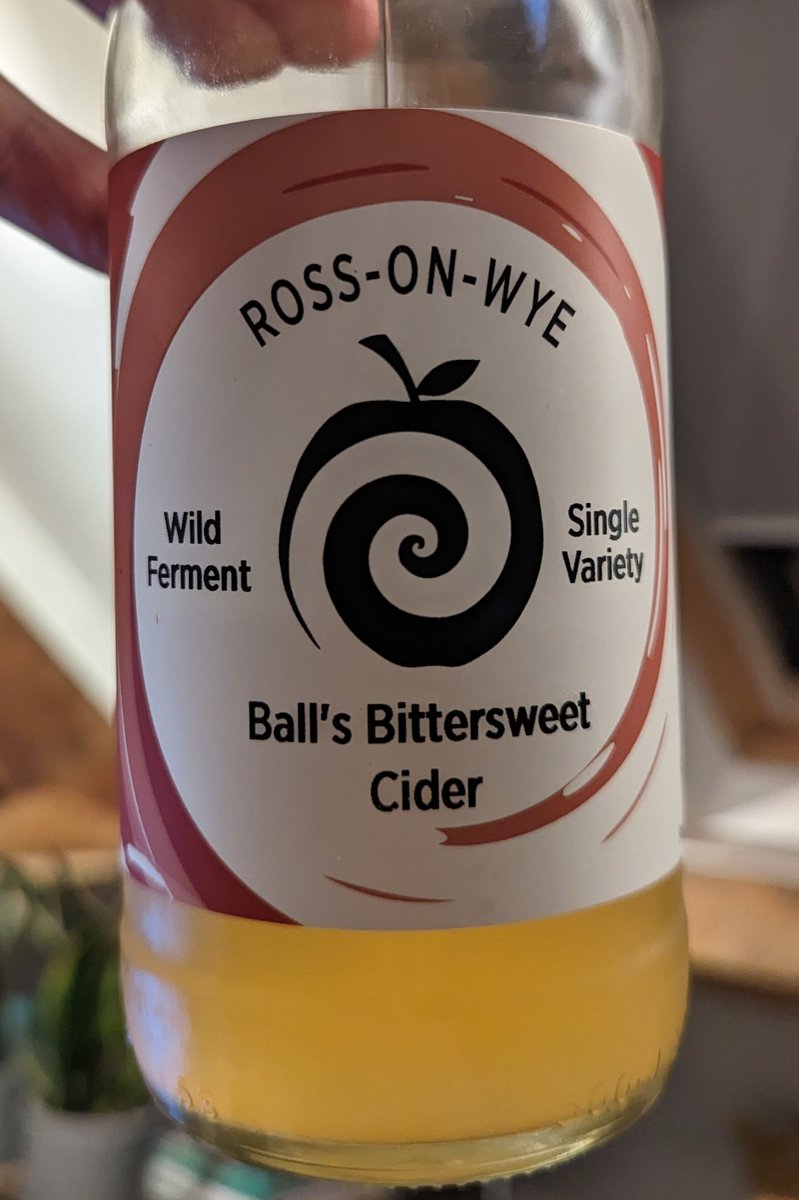 ROSS-ON-WYE
Wild
Ferment
Single
Variety
Ball's Bittersweet
Cider